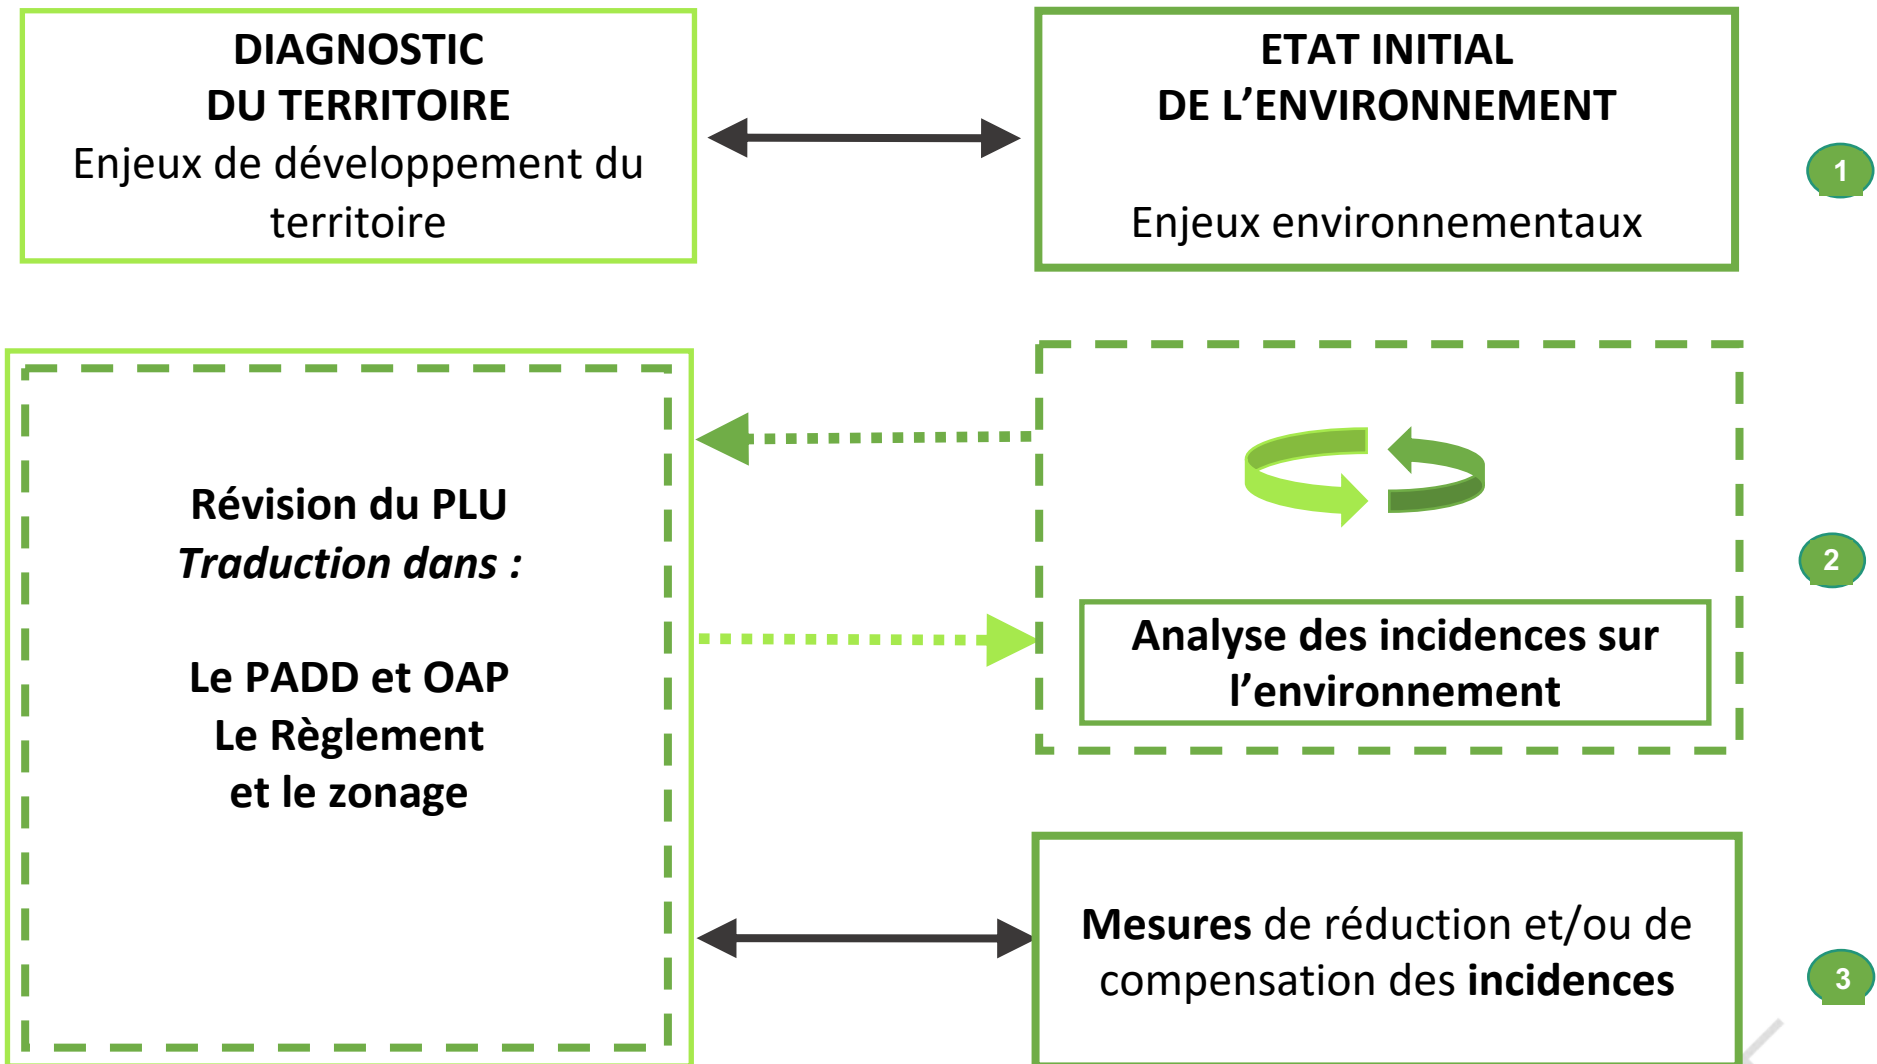 DIAGNOSTIC
DU TERRITOIRE
Enjeux de développement du
territoire
ETAT INITIAL
DE L’ENVIRONNEMENT
Enjeux environnementaux
1
Révision du PLU
Traduction dans :
Le PADD et OAP
Le Règlement
et le zonage
Analyse des incidences sur
l’environnement
2
Mesures de réduction et/ou de
compensation des incidences
3